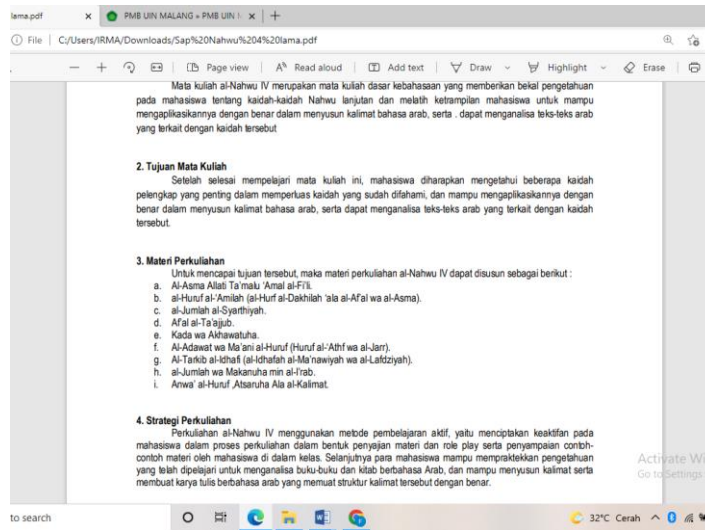 lama.pdf
PMB UIN MALANG » PMB UIN
File
C:/Users/IRMA/Downloads/Sap%20Nahwu%204%20lama.pdf
Page view
Read aloud
Add text
Draw
Highlight
Erase
Mata kuliah al-Nahwu IV merupakan mata kuliah dasar kebahasaan yang memberikan bekal pengetahuan
pada mahasiswa tentang kaidah-kaidah Nahwu lanjutan dan melatih ketrampilan mahasiswa untuk mampu
mengaplikasikannya dengan benar dalam menyusun kalimat bahasa arab, serta . dapat menganalisa teks-teks arab
yang terkait dengan kaidah tersebut
2. Tujuan Mata Kuliah
Setelah selesai mempelajari mata kuliah ini, mahasiswa diharapkan mengetahui beberapa kaidah
pelengkap yang penting dalam memperluas kaidah yang sudah difahami, dan mampu mengaplikasikannya dengan
benar dalam menyusun kalimat bahasa arab, serta dapat menganalisa teks-teks arab yang terkait dengan kaidah
tersebut.
3. Materi Perkuliahan
Untuk mencapai tujuan tersebut, maka materi perkuliahan al-Nahwu IV dapat disusun sebagai berikut :
a. Al-Asma Allati Ta'malu 'Amal al-Fi'li.
b. al-Huruf al-'Amilah (al-Hurf al-Dakhilah 'ala al-Af'al wa al-Asma).
c. al-Jumlah al-Syarthiyah.
d. Af'al al-Ta'ajjub.
e. Kada wa Akhawatuha.
f. Al-Adawat wa Ma'ani al-Huruf (Huruf al-'Athf wa al-Jarr).
g. Al-Tarkib al-Idhafi (al-Idhafah al-Ma'nawiyah wa al-Lafdziyah).
h. al-Jumlah wa Makanuha min al-I'rab.
i. Anwa' al-Huruf ,Atsaruha Ala al-Kalimat.
4. Strategi Perkuliahan
Perkuliahan al-Nahwu IV menggunakan metode pembelajaran aktif, yaitu menciptakan keaktifan pada
mahasiswa dalam proses perkuliahan dalam bentuk penyajian materi dan role play serta penyampaian contoh-
contoh materi oleh mahasiswa di dalam kelas. Selanjutnya para mahasiswa mampu mempraktekkan pengetahuan
yang telah dipelajari untuk menganalisa buku-buku dan kitab berbahasa Arab, dan mampu menyusun kalimat serta
membuat karya tulis berbahasa arab yang memuat struktur kalimat tersebut dengan benar.
Activate Wi
Go to Settings
to search
32°C Cerah